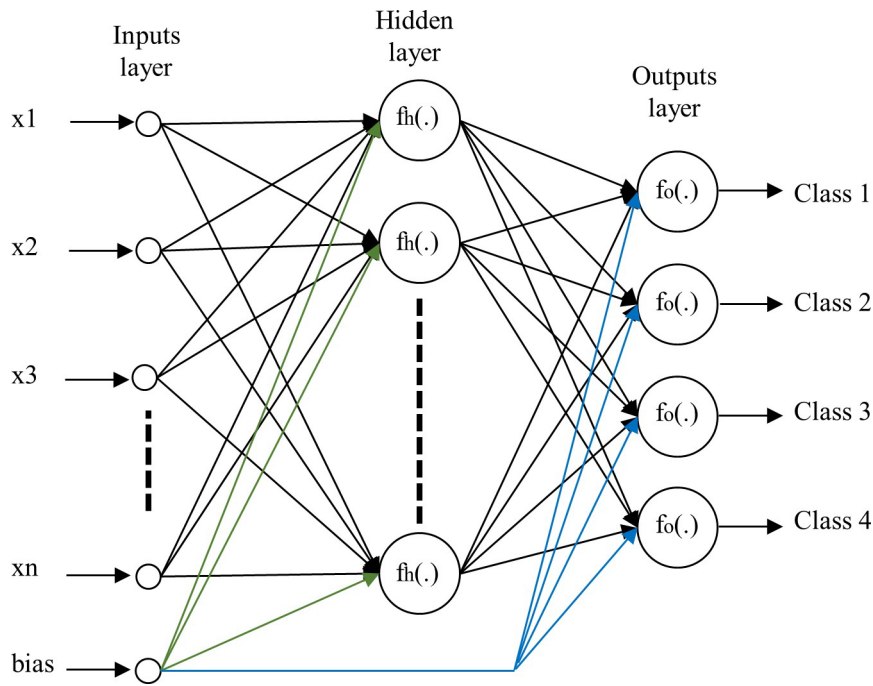 Inputs
layer
Hidden
layer
Outputs
layer
x1
x2
x3
xn
bias
fh(.)
fh(.)
fh(.)
fo(.)
fo(.)
fo(.)
fo(.)
Class 1
Class 2
Class 3
Class 4